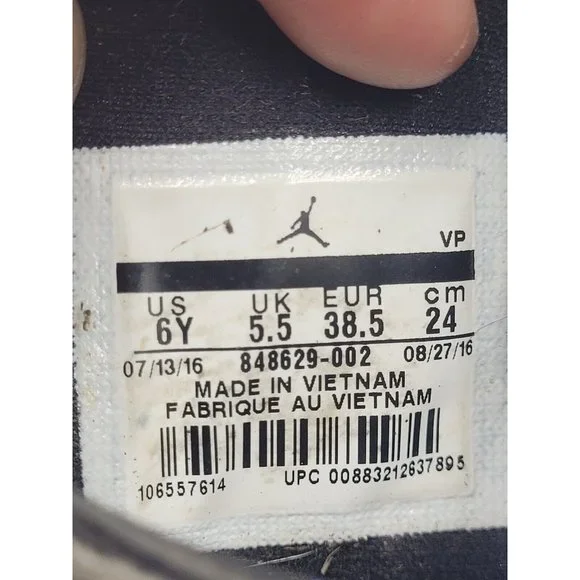 VP
US UK EUR cm
6Y 5.5 38.5 24
07/13/16 848629-002 08/27/16
MADE IN VIETNAM
FABRIQUE AU VIETNAM
106557614 UPC 00883212637895